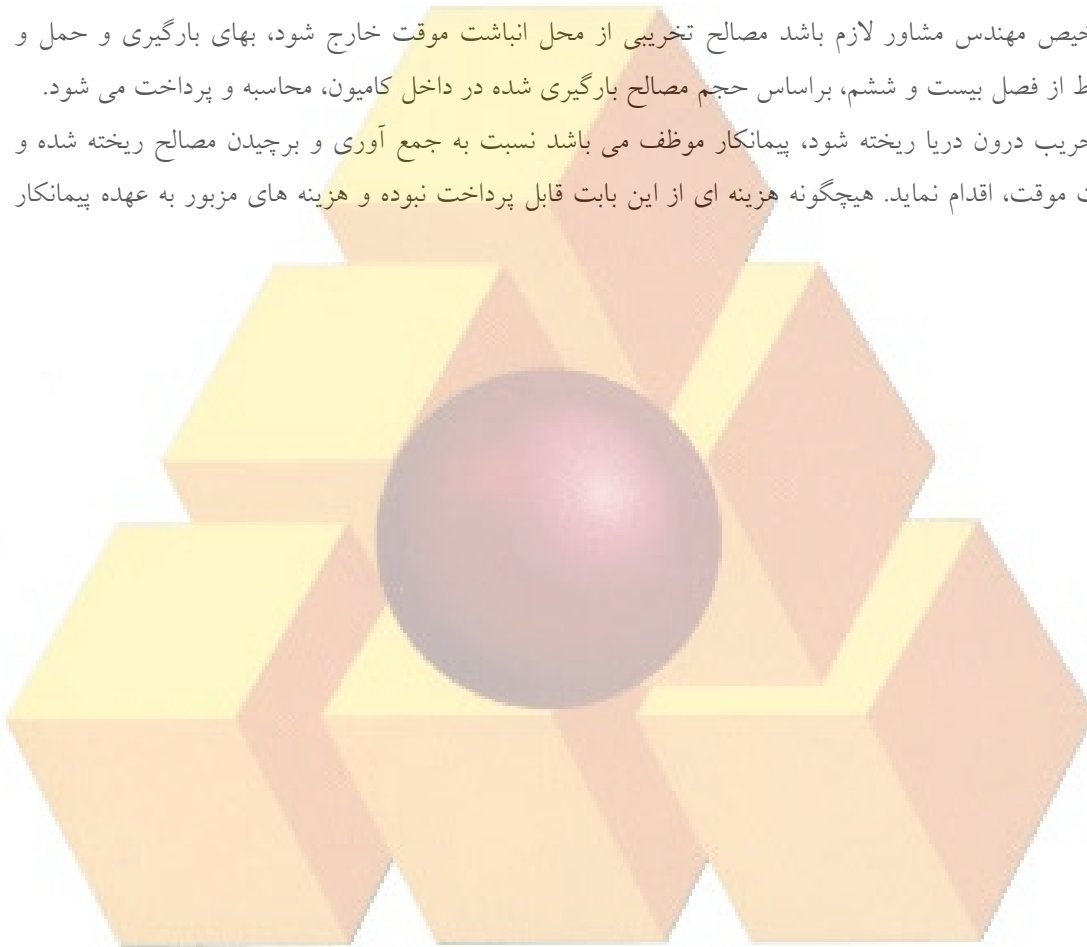 مهندس مشاور لازم باشد مصالح تخریبی از محل انباشت موقت خارج شود، بهای بارگیری و حمل و
از فصل بیست و ششم، براساس حجم مصالح بارگیری شده در داخل کامیون، محاسبه و پرداخت می شود.
درون دریا ریخته شود، پیمانکار موظف می باشد نسبت به جمع آوری و برچیدن مصالح ریخته شده و
موقت، اقدام نماید. هیچگونه هزینه ای از این بابت قابل پرداخت نبوده و هزینه های مزبور به عهده پیمانکار